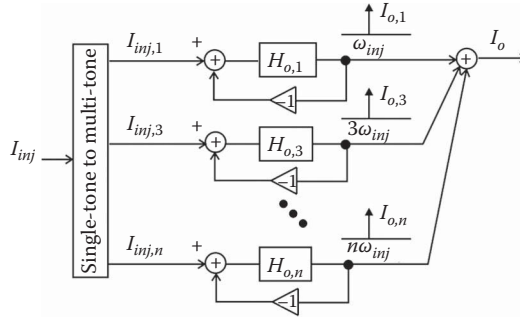 Single-tone to multi-tone
I_inj
I_inj,1
+
+
H_o,1
−1
I_o,1
ω_inj
+
I_o
I_inj,3
+
+
H_o,3
−1
I_o,3
3ω_inj
I_inj,n
+
+
H_o,n
−1
I_o,n
nω_inj